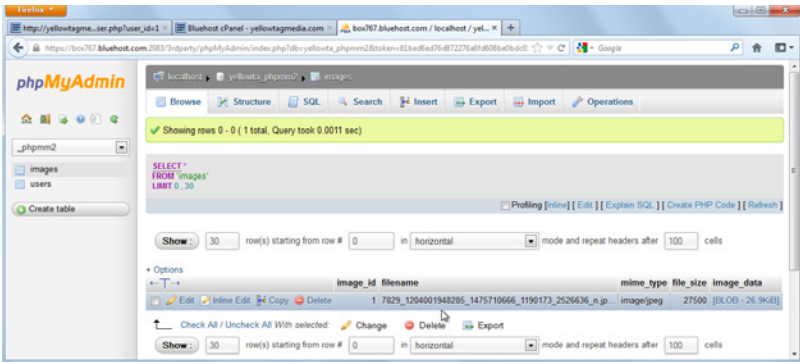 Firefox
http://yellowtagme...ser.php?user_id=1
Bluehost cPanel - yellowtagmedia.com
box767.bluehost.com / localhost / yel...
https://box767.bluehost.com:2083/3rdparty/phpMyAdmin/index.php?db=yellowta_phpmm2&
Google
phpMyAdmin
localhost yellowta_phpmm2 images
Browse Structure SQL Search Insert Export Import Operations
Showing rows 0 - 0 ( 1 total, Query took 0.0011 sec)
_phpmm2
images
users
Create table
SELECT *
FROM `images`
LIMIT 0 , 30
Profiling [Inline] [ Edit ] [ Explain SQL ] [ Create PHP Code ] [ Refresh ]
Show : 30 row(s) starting from row # 0 in horizontal mode and repeat headers after 100 cells
+ Options
←T→ image_id filename mime_type file_size image_data
Edit Inline Edit Copy Delete 1 7829_1204001948285_1475710666_1190173_2526636_n.jp... image/jpeg 27500 [BLOB - 26.9KiB]
Check All / Uncheck All With selected: Change Delete Export
Show : 30 row(s) starting from row # 0 in horizontal mode and repeat headers after 100 cells